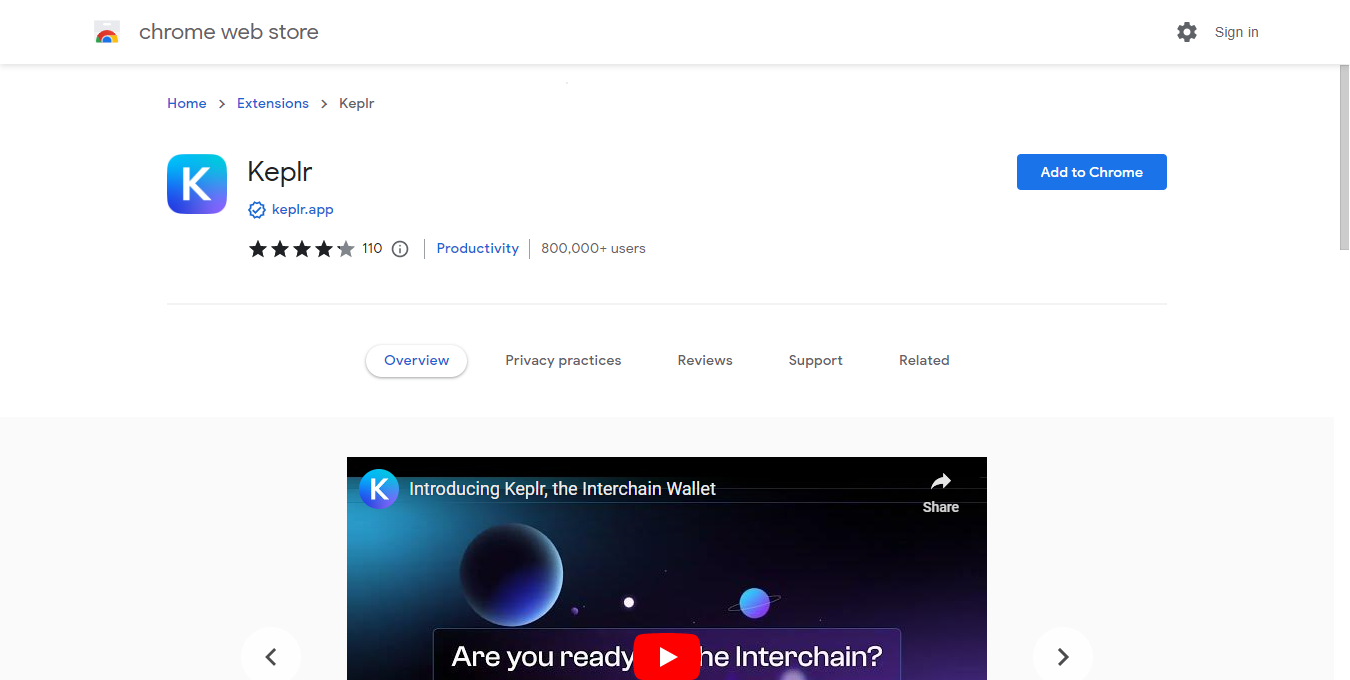 chrome web store
Sign in
Home > Extensions > Keplr
K
Keplr
Add to Chrome
keplr.app
110
Productivity
800,000+ users
Overview
Privacy practices
Reviews
Support
Related
K
Introducing Keplr, the Interchain Wallet
Share
Are you ready he Interchain?